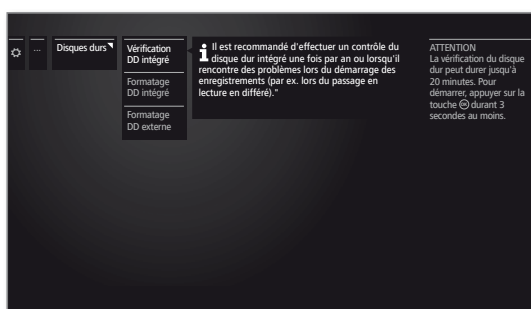 ...
Disques durs
Vérification
DD intégré
Formatage
DD intégré
Formatage
DD externe
Il est recommandé d'effectuer un contrôle du
disque dur intégré une fois par an ou lorsqu'il
rencontre des problèmes lors du démarrage des
enregistrements (par ex. lors du passage en
lecture en différé)."
ATTENTION
La vérification du disque
dur peut durer jusqu'à
20 minutes. Pour
démarrer, appuyer sur la
touche OK durant 3
secondes au moins.